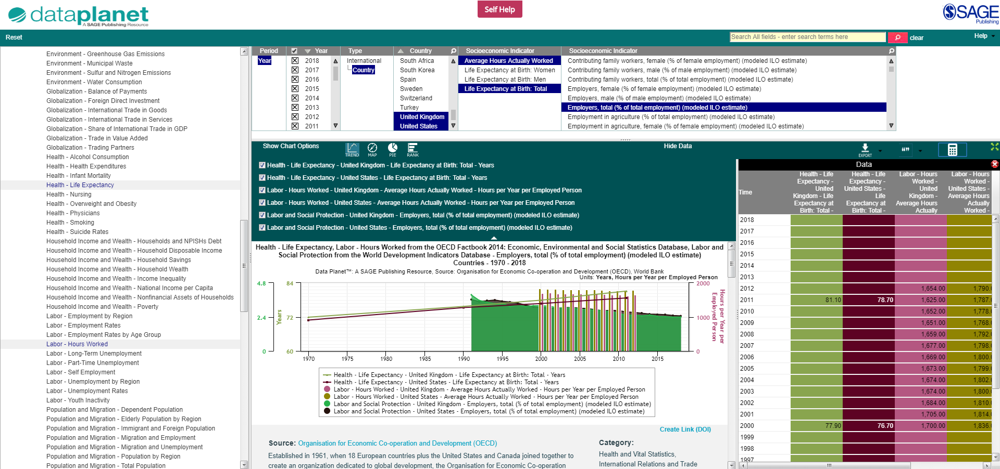 dataplanet
A SAGE Publishing Resource
Self Help
SAGE
Publishing
Reset
Search All fields - enter search terms here
clear
Help
Environment - Greenhouse Gas Emissions
Environment - Municipal Waste
Environment - Sulfur and Nitrogen Emissions
Environment - Water Consumption
Globalization - Balance of Payments
Globalization - Foreign Direct Investment
Globalization - International Trade in Goods
Globalization - International Trade in Services
Globalization - Share of International Trade in GDP
Globalization - Trade in Value Added
Globalization - Trading Partners
Health - Alcohol Consumption
Health - Health Expenditures
Health - Infant Mortality
Health - Life Expectancy
Health - Nursing
Health - Overweight and Obesity
Health - Physicians
Health - Smoking
Health - Suicide Rates
Household Income and Wealth - Households and NPISHs Debt
Household Income and Wealth - Household Disposable Income
Household Income and Wealth - Household Savings
Household Income and Wealth - Household Wealth
Household Income and Wealth - Income Inequality
Household Income and Wealth - National Income per Capita
Household Income and Wealth - Nonfinancial Assets of Households
Household Income and Wealth - Poverty
Labor - Employment by Region
Labor - Employment Rates
Labor - Employment Rates by Age Group
Labor - Hours Worked
Labor - Long-Term Unemployment
Labor - Part-Time Unemployment
Labor - Self Employment
Labor - Unemployment by Region
Labor - Unemployment Rates
Labor - Youth Inactivity
Population and Migration - Dependent Population
Population and Migration - Elderly Population by Region
Population and Migration - Immigrant and Foreign Population
Population and Migration - Migration and Employment
Population and Migration - Migration and Unemployment
Population and Migration - Population by Region
Population and Migration - Total Population
Period
Year
Year
2018
2017
2016
2015
2014
2013
2012
2011
Type
International
Country
Country
South Africa
South Korea
Spain
Sweden
Switzerland
Turkey
United Kingdom
United States
Socioeconomic Indicator
Average Hours Actually Worked
Life Expectancy at Birth: Women
Life Expectancy at Birth: Men
Life Expectancy at Birth: Total
Socioeconomic Indicator
Contributing family workers, female (% of female employment) (modeled ILO estimate)
Contributing family workers, male (% of male employment) (modeled ILO estimate)
Contributing family workers, total (% of total employment) (modeled ILO estimate)
Employers, female (% of female employment) (modeled ILO estimate)
Employers, male (% of male employment) (modeled ILO estimate)
Employers, total (% of total employment) (modeled ILO estimate)
Employment in agriculture (% of total employment) (modeled ILO estimate)
Employment in agriculture, female (% of female employment) (modeled ILO estimate)
Show Chart Options
TREND
MAP
PIE
RANK
Hide Data
EXPORT
Health - Life Expectancy - United Kingdom - Life Expectancy at Birth: Total - Years
Health - Life Expectancy - United States - Life Expectancy at Birth: Total - Years
Labor - Hours Worked - United Kingdom - Average Hours Actually Worked - Hours per Year per Employed Person
Labor - Hours Worked - United States - Average Hours Actually Worked - Hours per Year per Employed Person
Labor and Social Protection - United Kingdom - Employers, total (% of total employment) (modeled ILO estimate)
Labor and Social Protection - United States - Employers, total (% of total employment) (modeled ILO estimate)
Health - Life Expectancy, Labor - Hours Worked from the OECD Factbook 2014: Economic, Environmental and Social Statistics Database, Labor and
Social Protection from the World Development Indicators Database - Employers, total (% of total employment) (modeled ILO estimate)
Countries - 1970 - 2018
Data Planet™: A SAGE Publishing Resource, Source: Organisation for Economic Co-operation and Development (OECD), World Bank
Units: Years, Hours per Year per Employed Person
4.8
2.4
0
84
72
60
Years
2000
1000
0
Hours per Year per
Employed Person
1970 1975 1980 1985 1990 1995 2000 2005 2010 2015
Health - Life Expectancy - United Kingdom - Life Expectancy at Birth: Total - Years
Health - Life Expectancy - United States - Life Expectancy at Birth: Total - Years
Labor - Hours Worked - United Kingdom - Average Hours Actually Worked - Hours per Year per Employed Person
Labor - Hours Worked - United States - Average Hours Actually Worked - Hours per Year per Employed Person
Labor and Social Protection - United Kingdom - Employers, total (% of total employment) (modeled ILO estimate)
Labor and Social Protection - United States - Employers, total (% of total employment) (modeled ILO estimate)
Create Link (DOI)
Source: Organisation for Economic Co-operation and Development (OECD)
Established in 1961, when 18 European countries plus the United States and Canada joined together to
create an organization dedicated to global development, the Organisation for Economic Co-operation
Category:
Health and Vital Statistics,
International Relations and Trade
Data
Time
Health - Life
Expectancy -
United
Kingdom - Life
Expectancy at
Birth: Total -
Health - Life
Expectancy -
United States -
Life
Expectancy at
Birth: Total -
Labor - Hours
Worked -
United
Kingdom -
Average Hours
Actually
Labor - Hours
Worked -
United States -
Average Hours
Actually
Worked -
2018
2017
2016
2015
2014
2013
2012 1,654.00 1,790.
2011 81.10 78.70 1,625.00 1,787.
2010 1,652.00 1,778.
2009 1,651.00 1,768.
2008 1,659.00 1,792.
2007 1,677.00 1,798.
2006 1,669.00 1,800.
2005 1,673.00 1,799.
2004 1,674.00 1,802.
2003 1,674.00 1,800.
2002 1,684.00 1,810.
2001 1,705.00 1,814.
2000 77.90 76.70 1,700.00 1,836.
1999
1998
1997